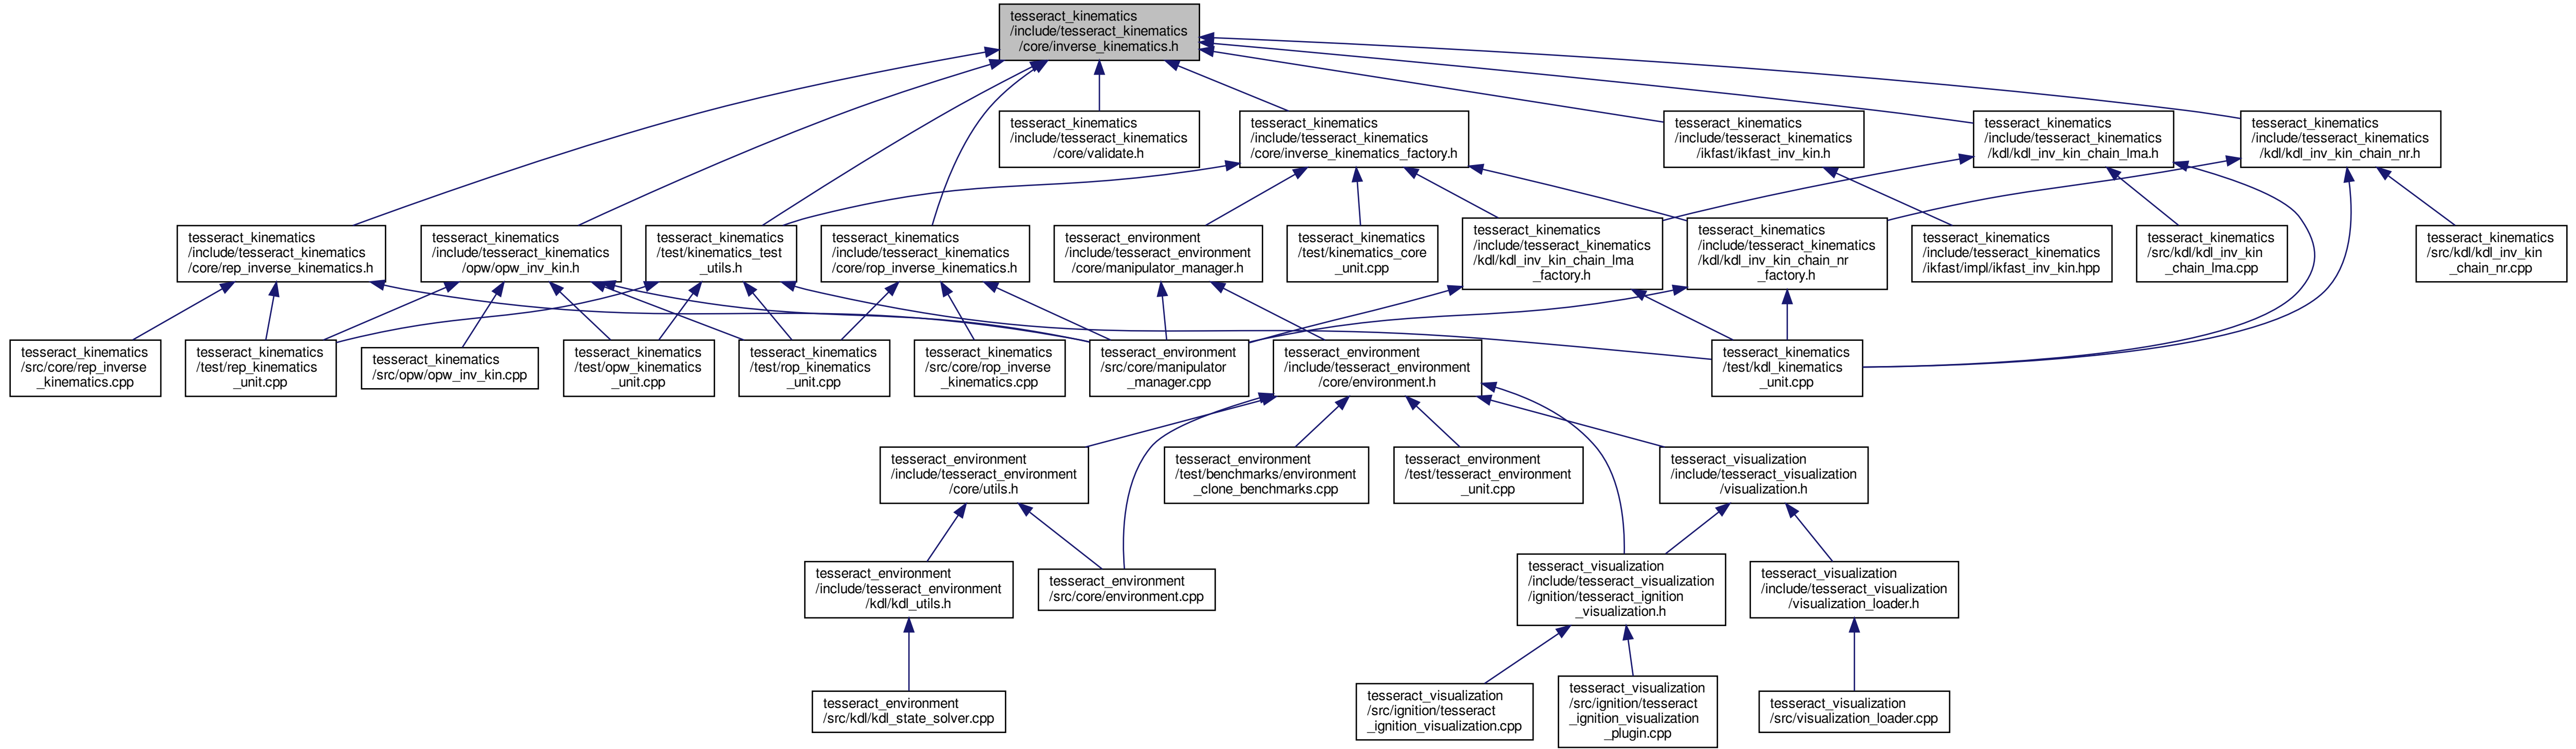 tesseract_kinematics
/include/tesseract_kinematics
/core/inverse_kinematics.h
tesseract_kinematics
/include/tesseract_kinematics
/core/validate.h
tesseract_kinematics
/include/tesseract_kinematics
/core/inverse_kinematics_factory.h
tesseract_kinematics
/include/tesseract_kinematics
/ikfast/ikfast_inv_kin.h
tesseract_kinematics
/include/tesseract_kinematics
/kdl/kdl_inv_kin_chain_lma.h
tesseract_kinematics
/include/tesseract_kinematics
/kdl/kdl_inv_kin_chain_nr.h
tesseract_kinematics
/include/tesseract_kinematics
/core/rep_inverse_kinematics.h
tesseract_kinematics
/include/tesseract_kinematics
/opw/opw_inv_kin.h
tesseract_kinematics
/test/kinematics_test
_utils.h
tesseract_kinematics
/include/tesseract_kinematics
/core/rop_inverse_kinematics.h
tesseract_environment
/include/tesseract_environment
/core/manipulator_manager.h
tesseract_kinematics
/test/kinematics_core
_unit.cpp
tesseract_kinematics
/include/tesseract_kinematics
/kdl/kdl_inv_kin_chain_lma
_factory.h
tesseract_kinematics
/include/tesseract_kinematics
/kdl/kdl_inv_kin_chain_nr
_factory.h
tesseract_kinematics
/include/tesseract_kinematics
/ikfast/impl/ikfast_inv_kin.hpp
tesseract_kinematics
/src/kdl/kdl_inv_kin
_chain_lma.cpp
tesseract_kinematics
/src/kdl/kdl_inv_kin
_chain_nr.cpp
tesseract_kinematics
/src/core/rep_inverse
_kinematics.cpp
tesseract_kinematics
/test/rep_kinematics
_unit.cpp
tesseract_kinematics
/src/opw/opw_inv_kin.cpp
tesseract_kinematics
/test/opw_kinematics
_unit.cpp
tesseract_kinematics
/test/rop_kinematics
_unit.cpp
tesseract_kinematics
/src/core/rop_inverse
_kinematics.cpp
tesseract_environment
/src/core/manipulator
_manager.cpp
tesseract_environment
/include/tesseract_environment
/core/environment.h
tesseract_kinematics
/test/kdl_kinematics
_unit.cpp
tesseract_environment
/include/tesseract_environment
/core/utils.h
tesseract_environment
/test/benchmarks/environment
_clone_benchmarks.cpp
tesseract_environment
/test/tesseract_environment
_unit.cpp
tesseract_visualization
/include/tesseract_visualization
/visualization.h
tesseract_environment
/include/tesseract_environment
/kdl/kdl_utils.h
tesseract_environment
/src/core/environment.cpp
tesseract_visualization
/include/tesseract_visualization
/ignition/tesseract_ignition
_visualization.h
tesseract_visualization
/include/tesseract_visualization
/visualization_loader.h
tesseract_environment
/src/kdl/kdl_state_solver.cpp
tesseract_visualization
/src/ignition/tesseract
_ignition_visualization.cpp
tesseract_visualization
/src/ignition/tesseract
_ignition_visualization
_plugin.cpp
tesseract_visualization
/src/visualization_loader.cpp